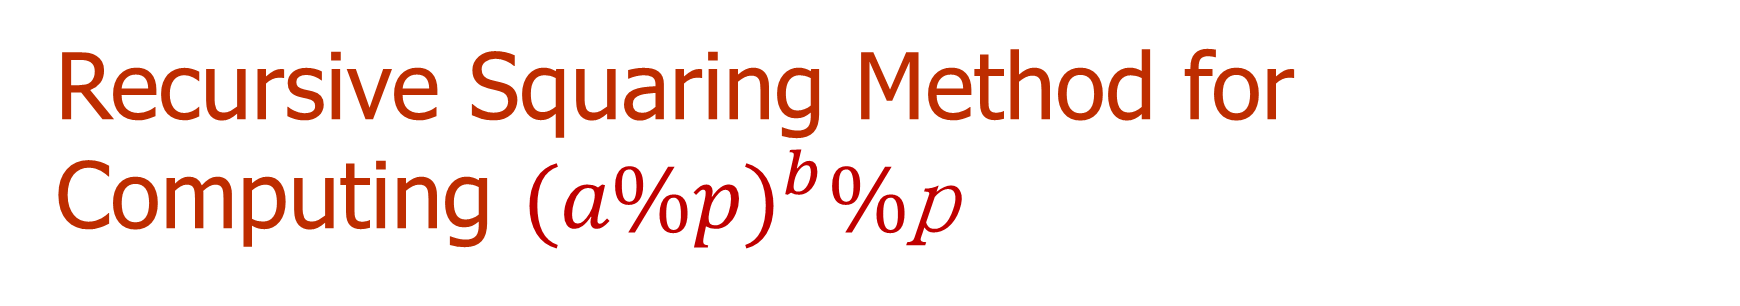 Recursive Squaring Method for
Computing $(a\%p)^b\%p$